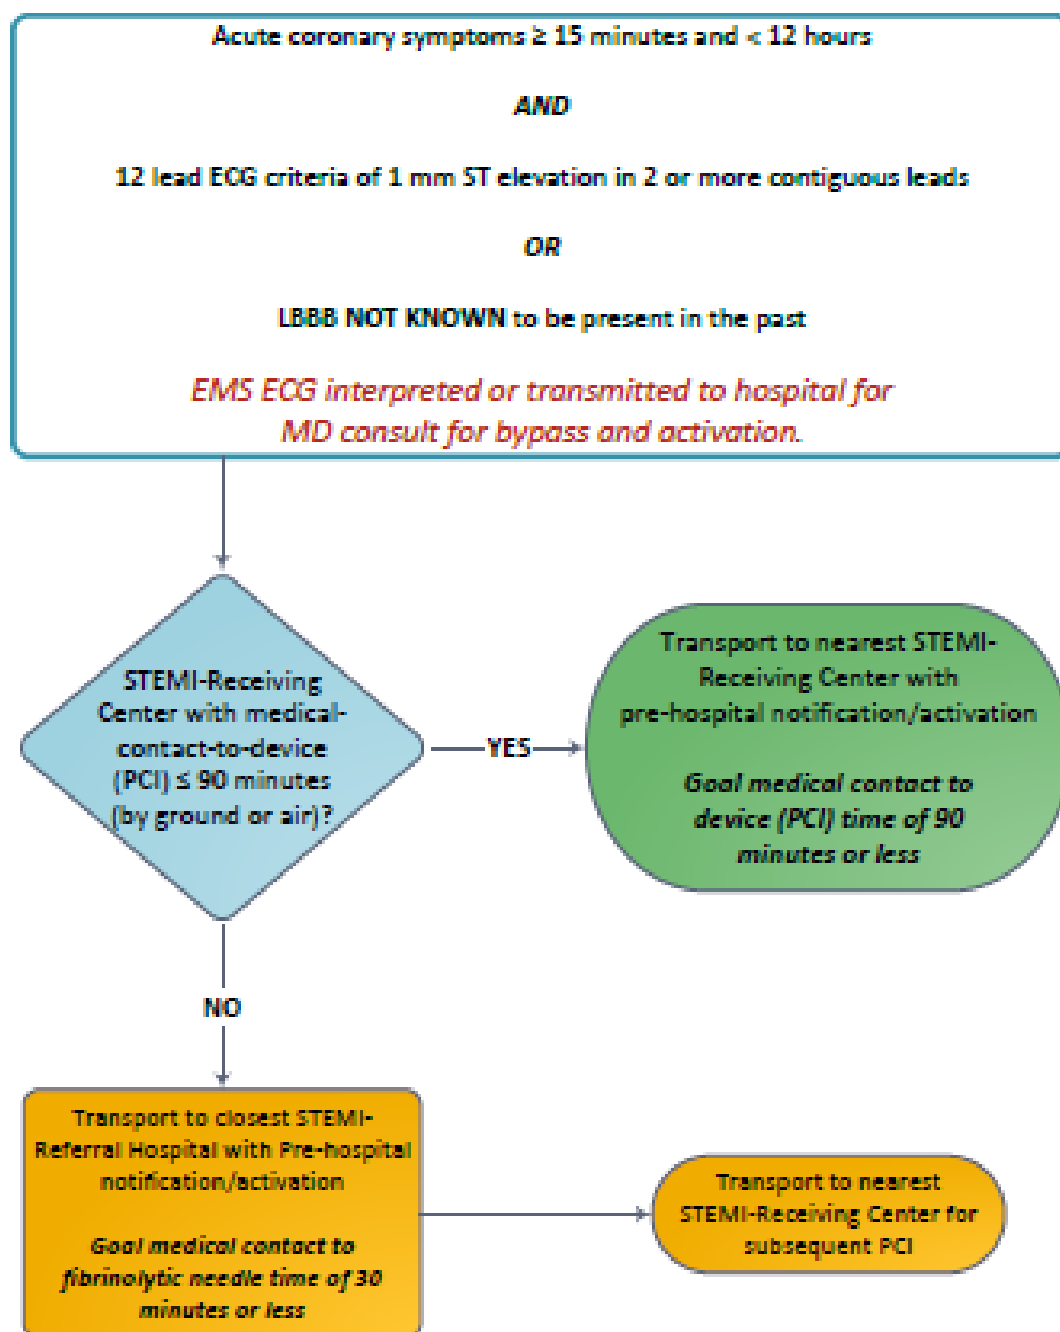 Acute coronary symptoms ≥ 15 minutes and < 12 hours
AND
12 lead ECG criteria of 1 mm ST elevation in 2 or more contiguous leads
OR
LBBB NOT KNOWN to be present in the past
EMS ECG interpreted or transmitted to hospital for
MD consult for bypass and activation.
STEMI-Receiving
Center with medical-
contact-to-device
(PCI) ≤ 90 minutes
(by ground or air)?
YES
Transport to nearest STEMI-
Receiving Center with
pre-hospital notification/activation
Goal medical contact to
device (PCI) time of 90
minutes or less
NO
Transport to closest STEMI-
Referral Hospital with Pre-hospital
notification/activation
Goal medical contact to
fibrinolytic needle time of 30
minutes or less
Transport to nearest
STEMI-Receiving Center for
subsequent PCI